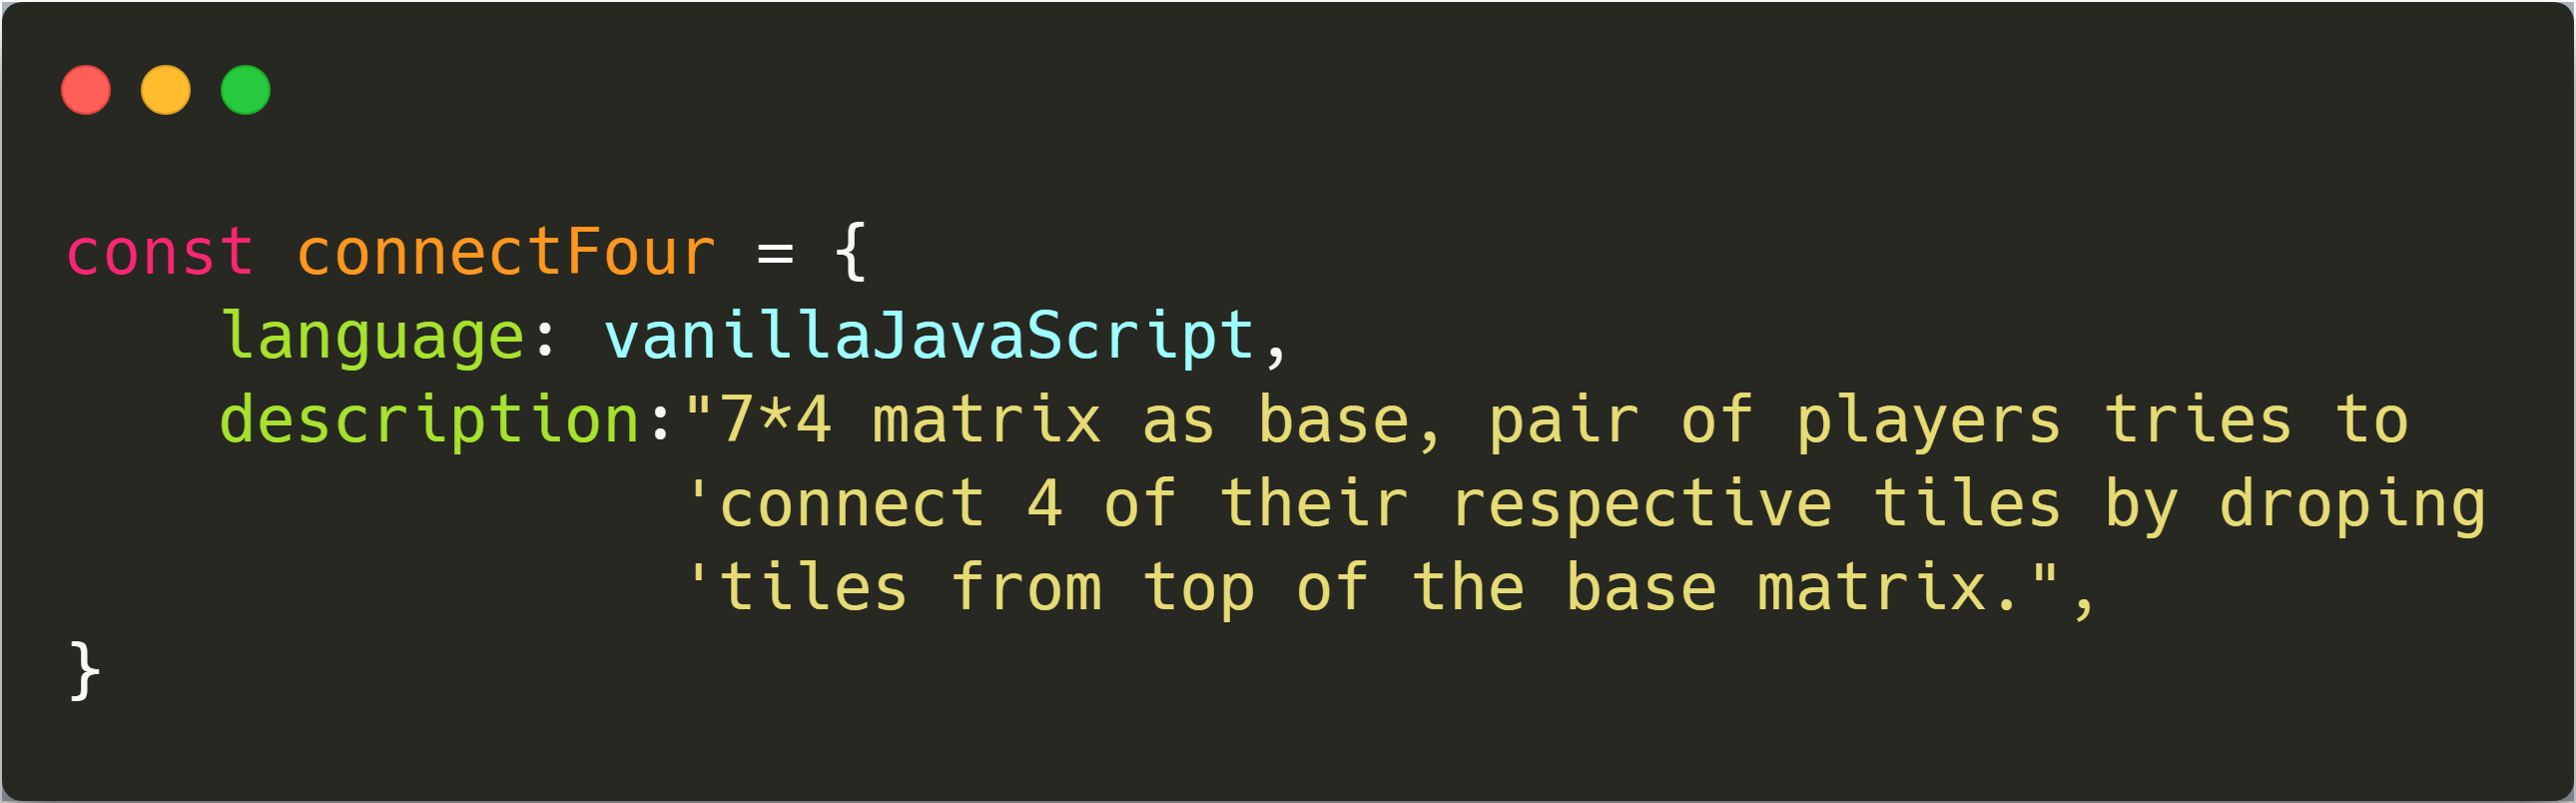 const connectFour = {
    language: vanillaJavaScript,
    description:"7*4 matrix as base, pair of players tries to
                'connect 4 of their respective tiles by droping
                'tiles from top of the base matrix.",
}